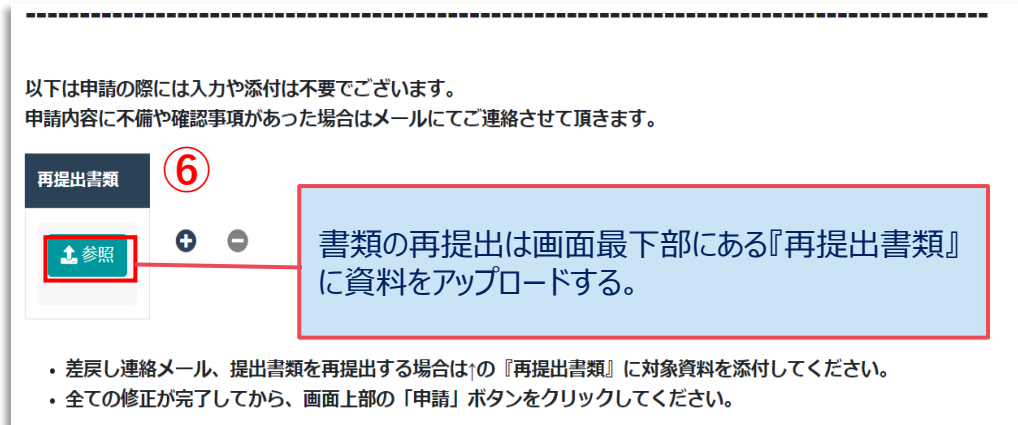 以下は申請の際には入力や添付は不要でございます。
申請内容に不備や確認事項があった場合はメールにてご連絡させて頂きます。
再提出書類
⑥
参照
書類の再提出は画面最下部にある『再提出書類』
に資料をアップロードする。
・差戻し連絡メール、提出書類を再提出する場合は↑の『再提出書類』に対象資料を添付してください。
・全ての修正が完了してから、画面上部の「申請」ボタンをクリックしてください。